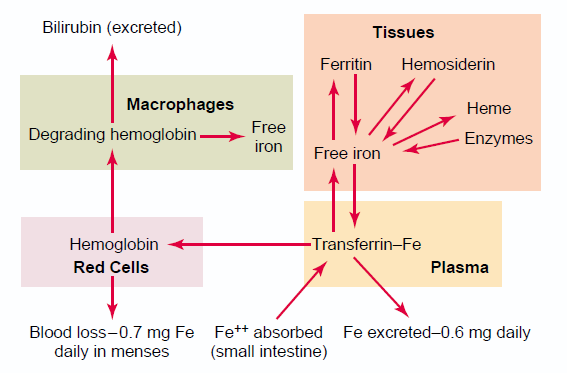 Bilirubin (excreted)
Tissues
Ferritin
Hemosiderin
Macrophages
Degrading hemoglobin
Free
iron
Heme
Enzymes
Free iron
Hemoglobin
Red Cells
Transferrin–Fe
Plasma
Blood loss–0.7 mg Fe
daily in menses
Fe++ absorbed
(small intestine)
Fe excreted–0.6 mg daily